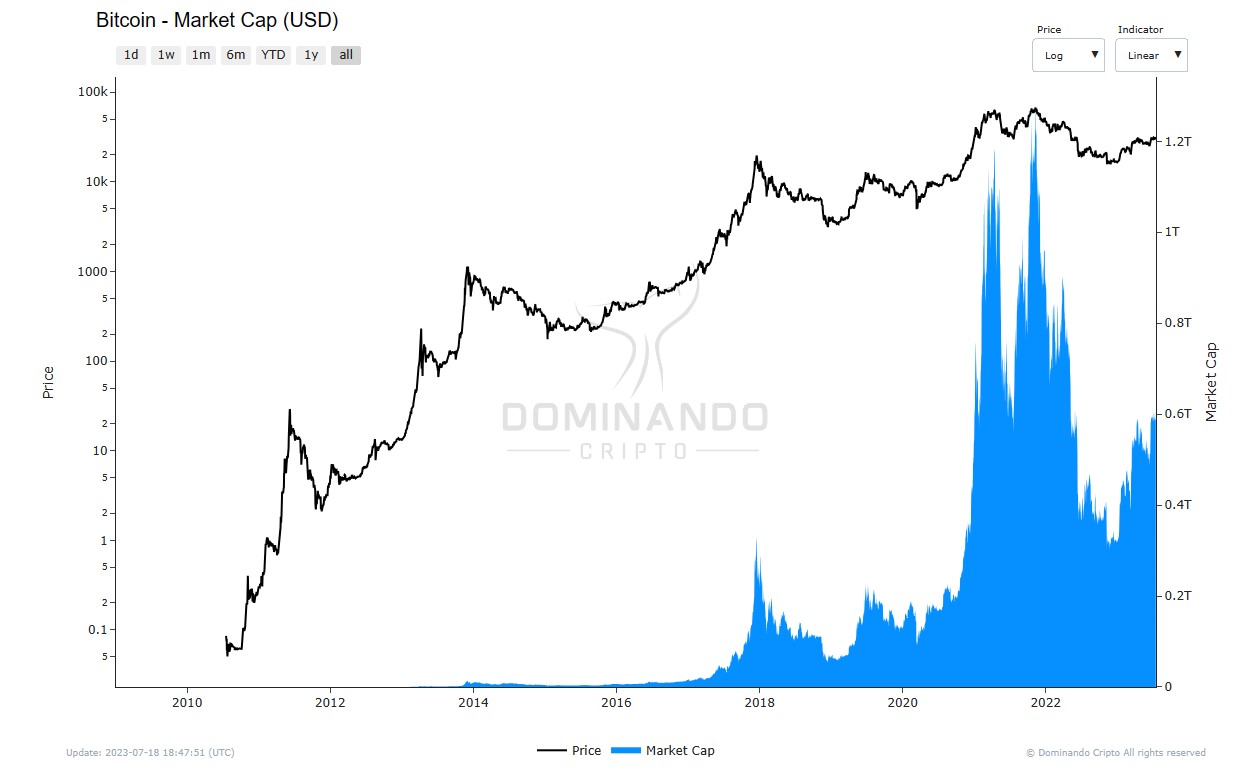 Bitcoin - Market Cap (USD)
Price
Indicator
1d 1w 1m 6m YTD 1y all
Log ▼
Linear ▼
100k
5
2
10k
5
2
1000
5
2
100
5
2
10
5
2
1
5
2
0.1
5
Price
1.2T
1T
0.8T
0.6T
0.4T
0.2T
0
Market Cap
DOMINANDO
CRIPTO
2010 2012 2014 2016 2018 2020 2022
Update: 2023-07-18 18:47:51 (UTC)
Price Market Cap
© Dominando Cripto All rights reserved